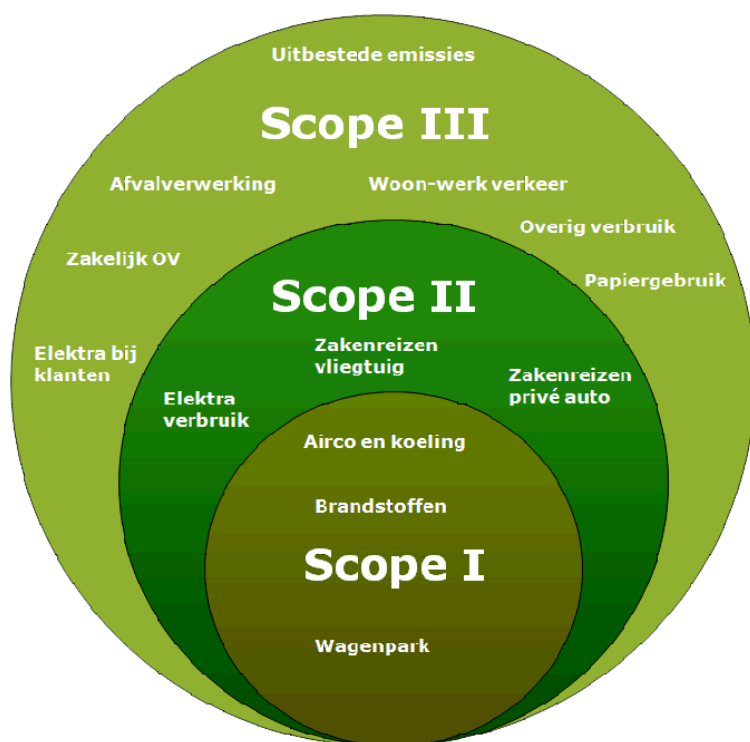 Uitbestede emissies
Scope III
Afvalverwerking
Woon-werk verkeer
Overig verbruik
Zakelijk OV
Papiergebruik
Scope II
Elektra bij
klanten
Zakenreizen
vliegtuig
Zakenreizen
privé auto
Elektra
verbruik
Airco en koeling
Brandstoffen
Scope I
Wagenpark